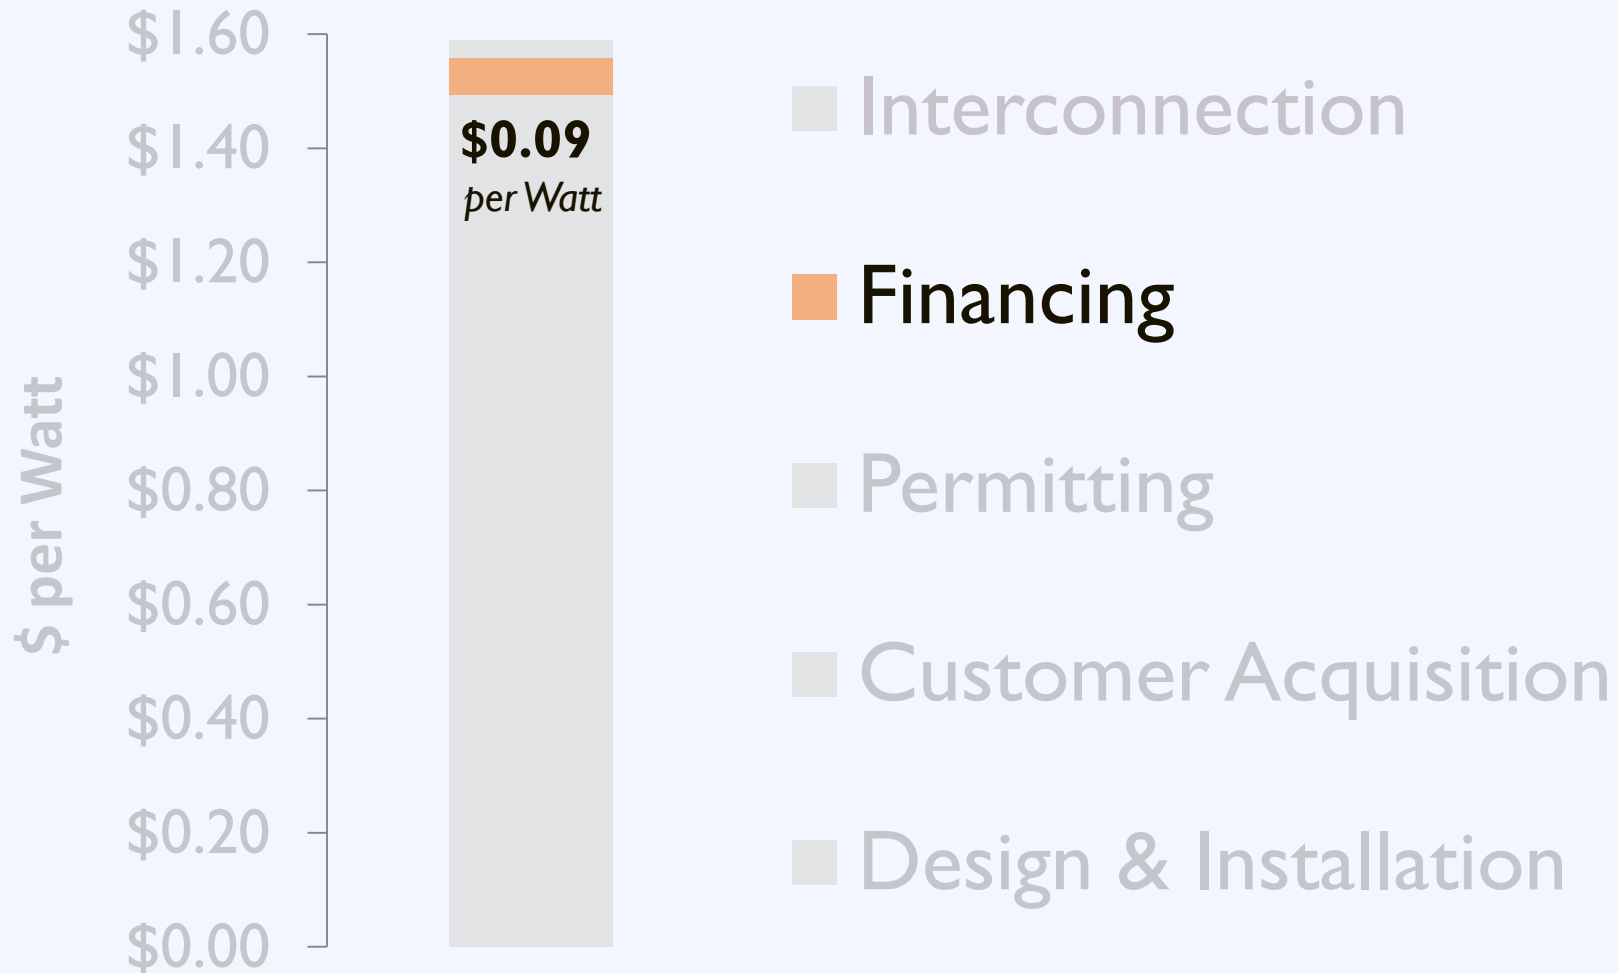 $ per Watt
$1.60
$1.40
$1.20
$1.00
$0.80
$0.60
$0.40
$0.20
$0.00
$0.09
per Watt
Interconnection
Financing
Permitting
Customer Acquisition
Design & Installation